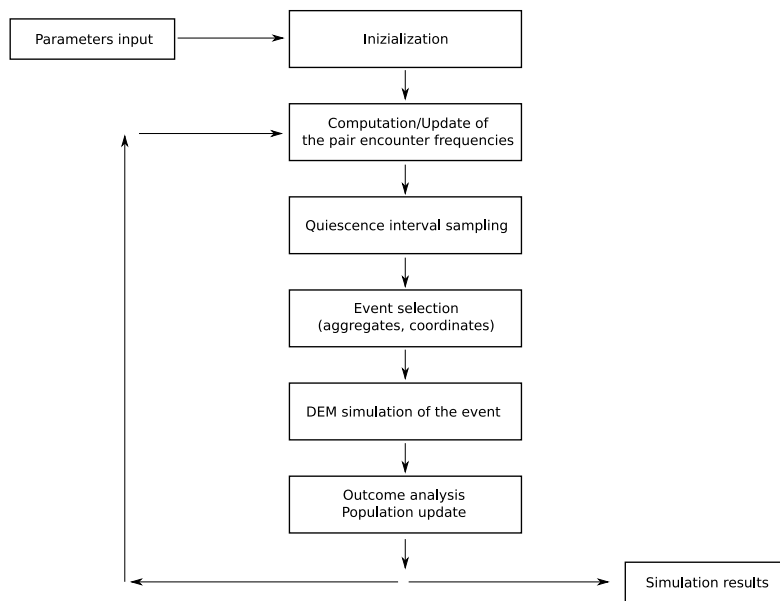 Parameters input
Inizialization
Computation/Update of
the pair encounter frequencies
Quiescence interval sampling
Event selection
(aggregates, coordinates)
DEM simulation of the event
Outcome analysis
Population update
Simulation results